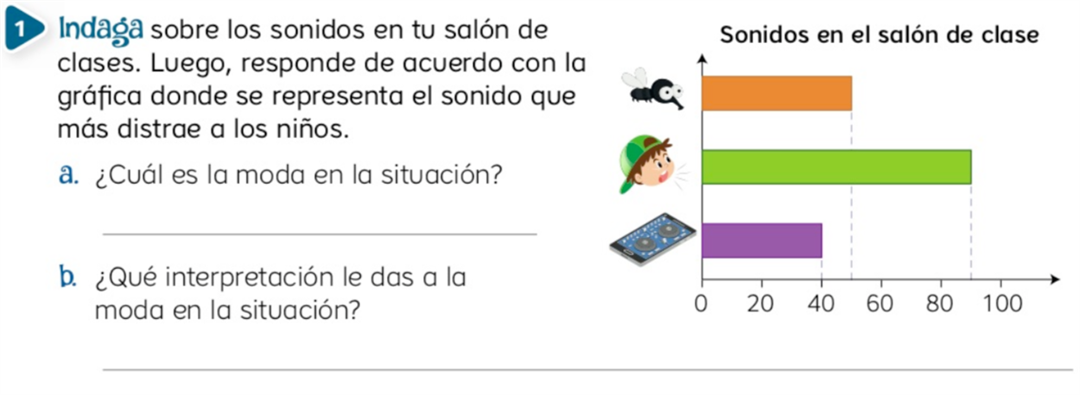 1 Indaga sobre los sonidos en tu salón de
clases. Luego, responde de acuerdo con la
gráfica donde se representa el sonido que
más distrae a los niños.
a. ¿Cuál es la moda en la situación?
b. ¿Qué interpretación le das a la
moda en la situación?
Sonidos en el salón de clase
0 20 40 60 80 100